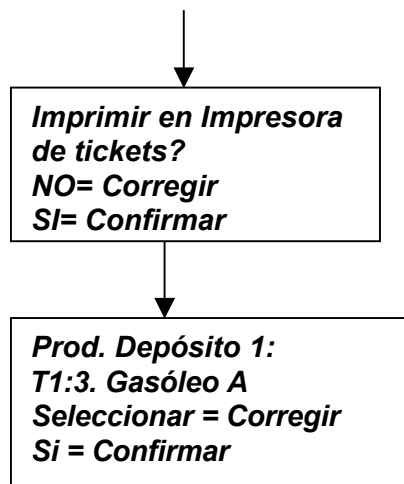 Imprimir en Impresora
de tickets?
NO= Corregir
SI= Confirmar
Prod. Depósito 1:
T1:3. Gasóleo A
Seleccionar = Corregir
Si = Confirmar